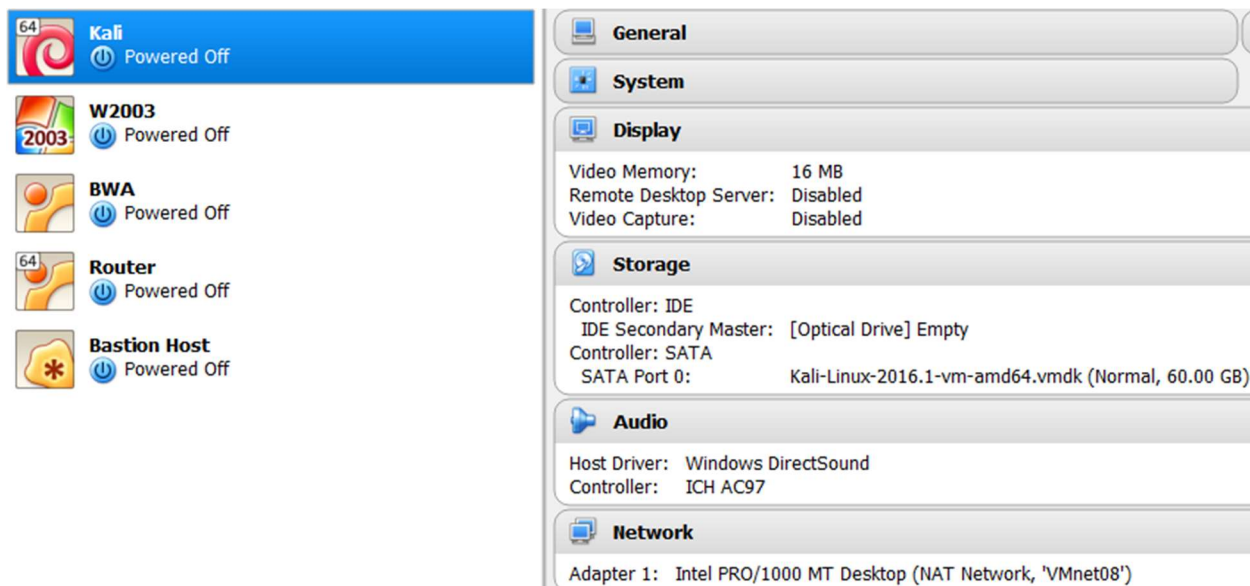 64
Kali
Powered Off
2003
W2003
Powered Off
BWA
Powered Off
64
Router
Powered Off
Bastion Host
Powered Off
General
System
Display
Video Memory: 16 MB
Remote Desktop Server: Disabled
Video Capture: Disabled
Storage
Controller: IDE
IDE Secondary Master: [Optical Drive] Empty
Controller: SATA
SATA Port 0: Kali-Linux-2016.1-vm-amd64.vmdk (Normal, 60.00 GB)
Audio
Host Driver: Windows DirectSound
Controller: ICH AC97
Network
Adapter 1: Intel PRO/1000 MT Desktop (NAT Network, 'VMnet08')